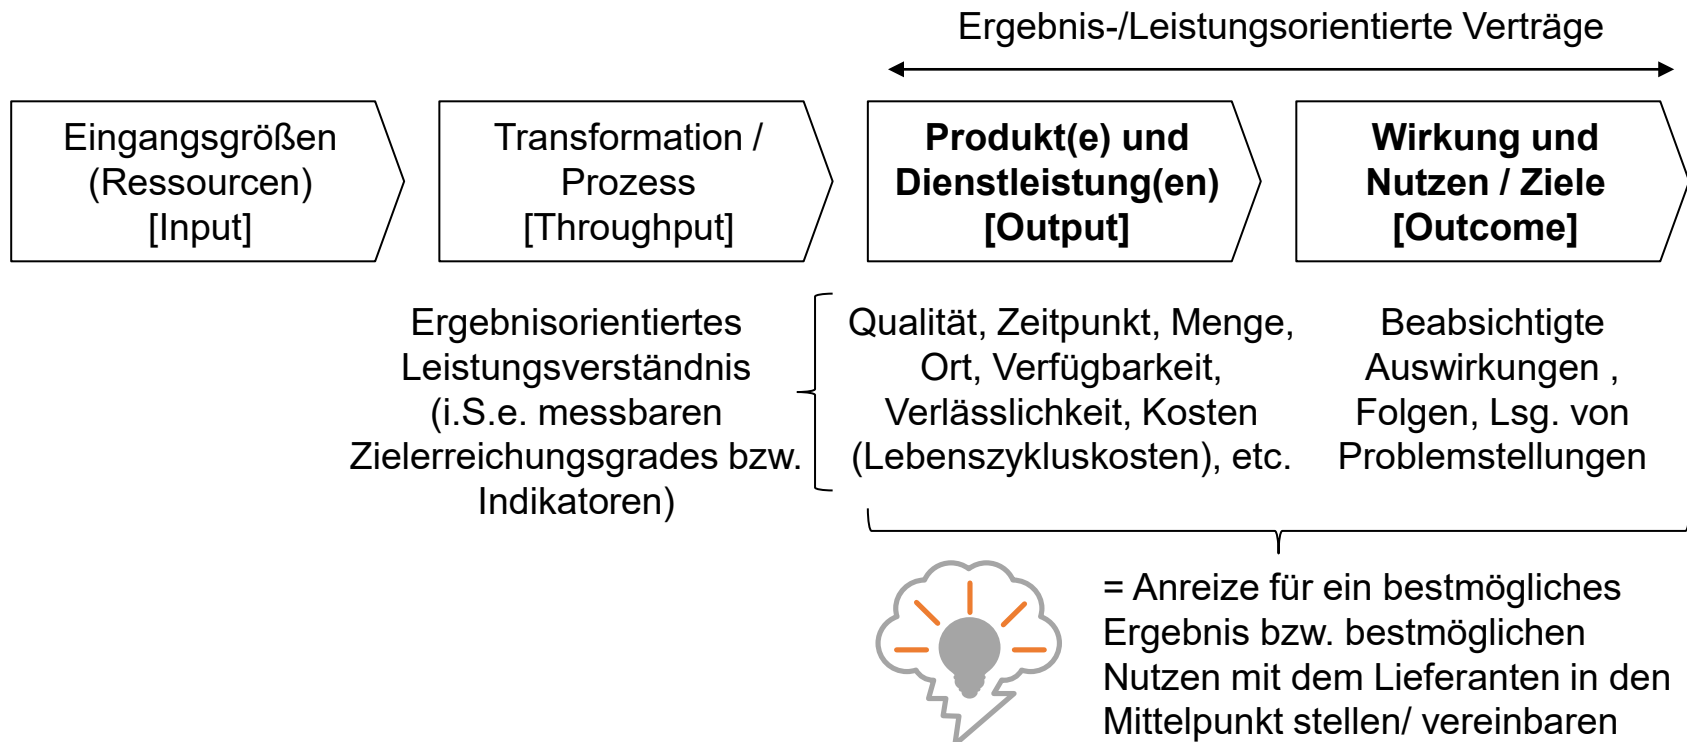 Ergebnis-/Leistungsorientierte Verträge
Eingangsgrößen
(Ressourcen)
[Input]
Transformation /
Prozess
[Throughput]
Produkt(e) und
Dienstleistung(en)
[Output]
Wirkung und
Nutzen / Ziele
[Outcome]
Ergebnisorientiertes
Leistungsverständnis
(i.S.e. messbaren
Zielerreichungsgrades bzw.
Indikatoren)
Qualität, Zeitpunkt, Menge,
Ort, Verfügbarkeit,
Verlässlichkeit, Kosten
(Lebenszykluskosten), etc.
Beabsichtigte
Auswirkungen ,
Folgen, Lsg. von
Problemstellungen
= Anreize für ein bestmögliches
Ergebnis bzw. bestmöglichen
Nutzen mit dem Lieferanten in den
Mittelpunkt stellen/ vereinbaren